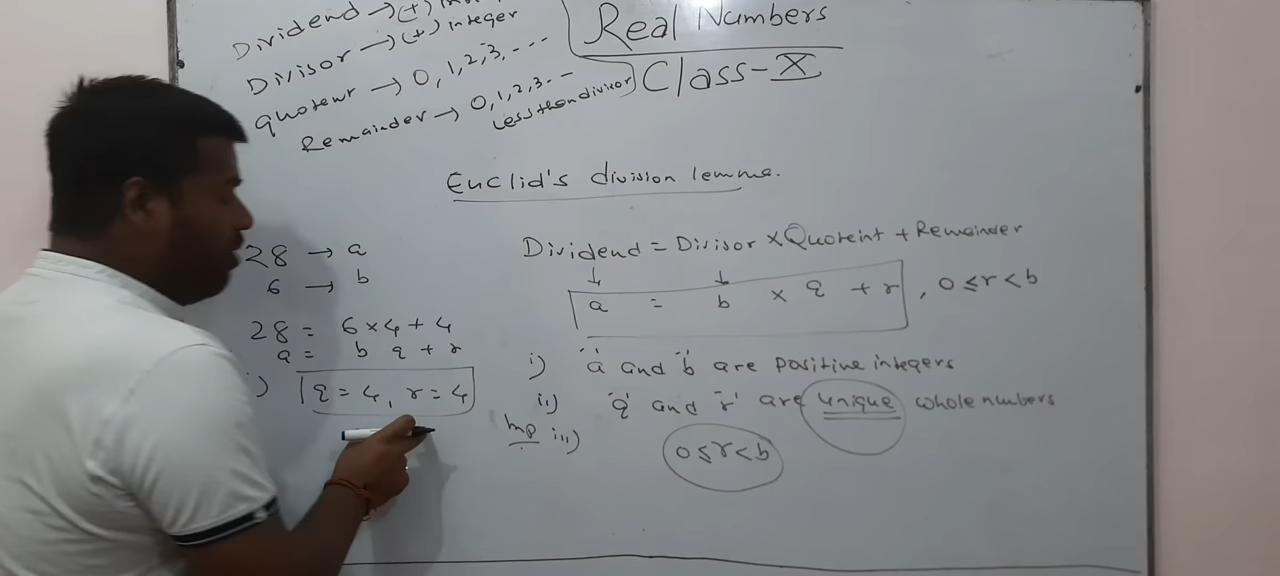 Dividend → (+)
Divisor → (+) integer
quoteut → 0, 1, 2, 3, ---
Remainder → 0, 1, 2, 3 --
Less than divisor
Real Numbers
Class-X
Euclid's division lemma.
28 → a
6 → b
28 = 6 x 4 + 4
a = b q + r
i) q = 4, r = 4
Dividend = Divisor x Quoteint + Remainder
↓ ↓
a = b x q + r, 0 ≤ r < b
i) 'a' and 'b' are positive integers
ii) 'q' and 'r' are unique whole numbers
Imp iii) 0 ≤ r < b